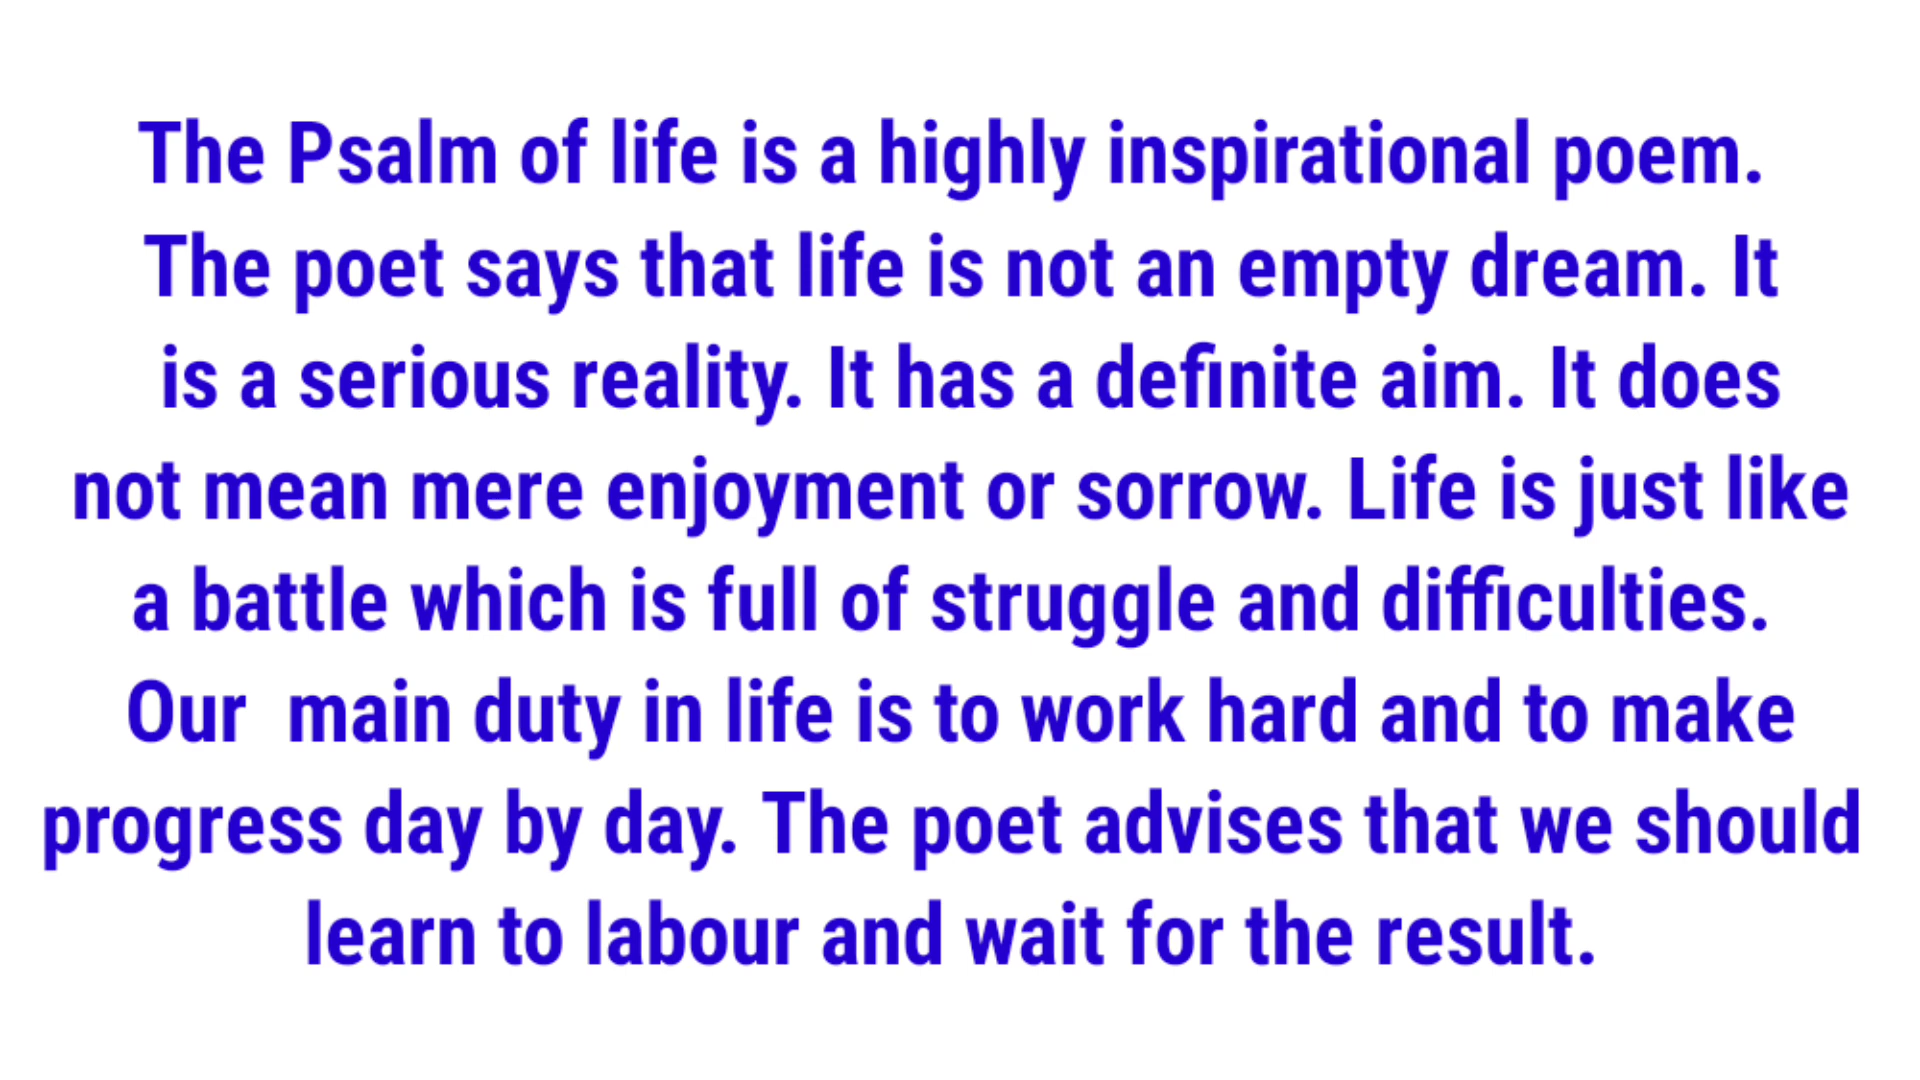 The Psalm of life is a highly inspirational poem.
The poet says that life is not an empty dream. It
is a serious reality. It has a definite aim. It does
not mean mere enjoyment or sorrow. Life is just like
a battle which is full of struggle and difficulties.
Our  main duty in life is to work hard and to make
progress day by day. The poet advises that we should
learn to labour and wait for the result.